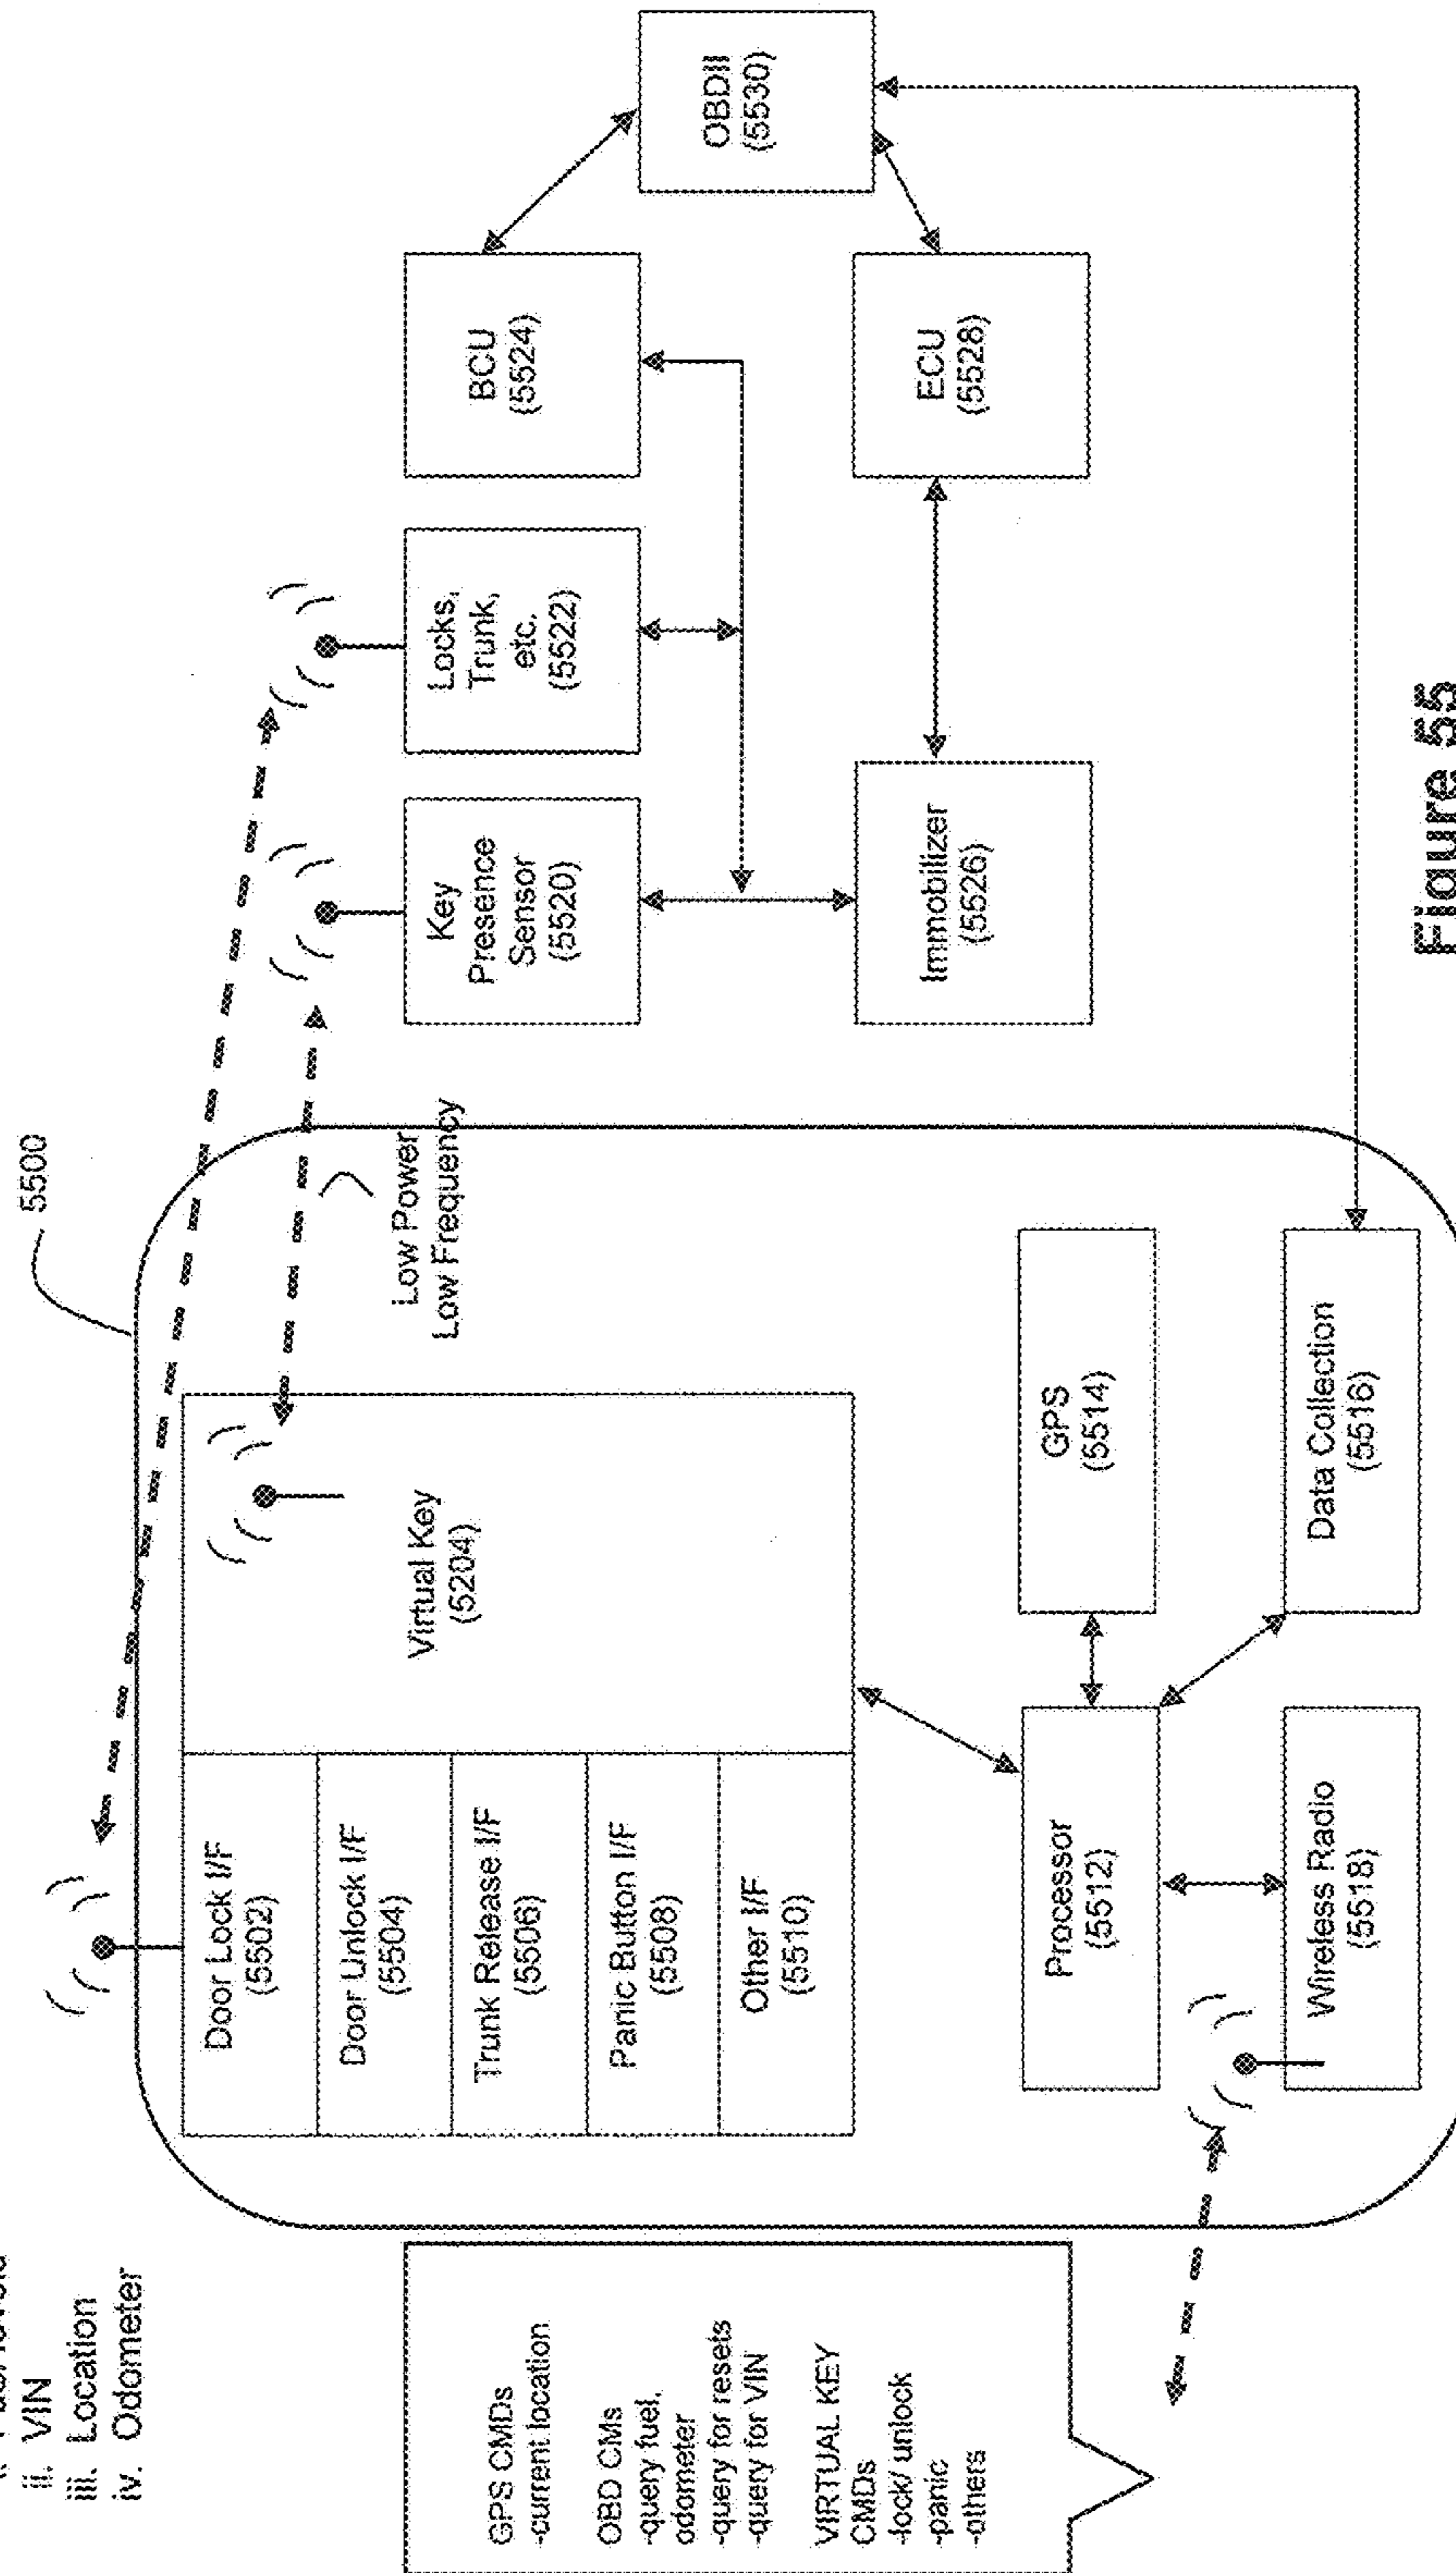 ii. VIN
iii. Location
iv. Odometer
5500
GPS CMDs
-current location
OBD CMs
-query fuel,
odometer
-query for resets
-query for VIN
VIRTUAL KEY
CMDs
-lock/ unlock
-panic
-others
Door Lock I/F
(5502)
Door Unlock I/F
(5504)
Trunk Release I/F
(5506)
Panic Button I/F
(5508)
Other I/F
(5510)
Virtual Key
(5204)
Low Power
Low Frequency
Processor
(5512)
GPS
(5514)
Wireless Radio
(5518)
Data Collection
(5516)
Key
Presence
Sensor
(5520)
Locks,
Trunk,
etc.
(5522)
BCU
(5524)
Immobilizer
(5526)
ECU
(5528)
OBDII
(5530)
Figure 55